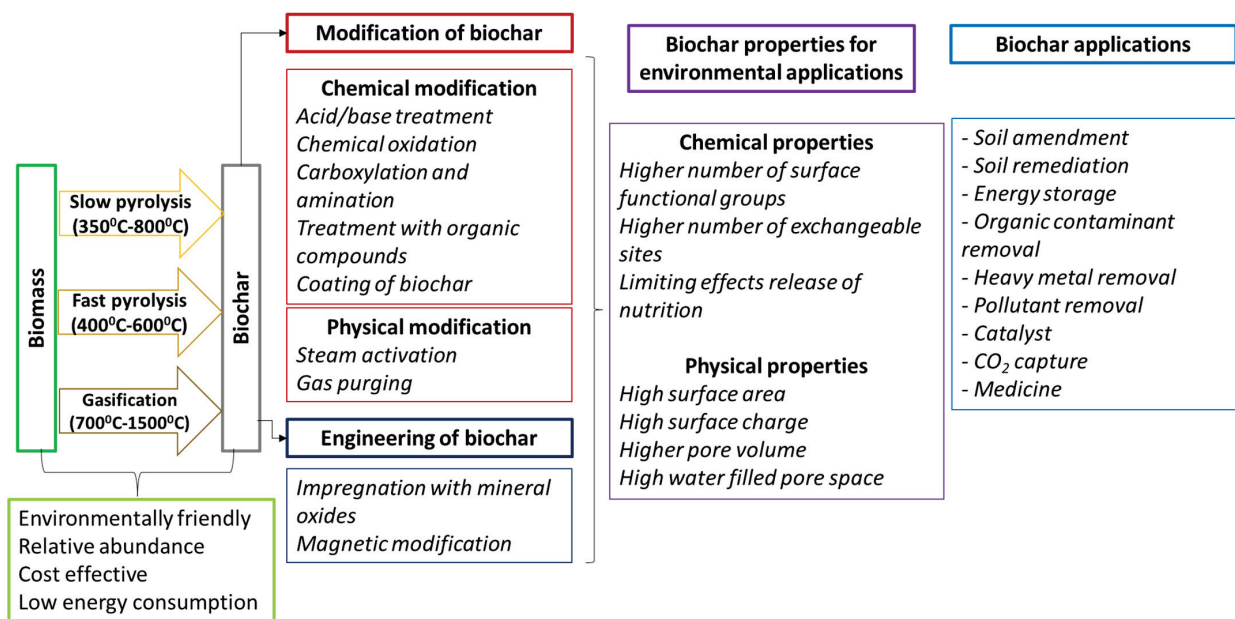 Biomass
Slow pyrolysis
(350⁰C-800⁰C)
Fast pyrolysis
(400⁰C-600⁰C)
Gasification
(700⁰C-1500⁰C)
Biochar
Environmentally friendly
Relative abundance
Cost effective
Low energy consumption
Modification of biochar
Chemical modification
Acid/base treatment
Chemical oxidation
Carboxylation and
amination
Treatment with organic
compounds
Coating of biochar
Physical modification
Steam activation
Gas purging
Engineering of biochar
Impregnation with mineral
oxides
Magnetic modification
Biochar properties for
environmental applications
Chemical properties
Higher number of surface
functional groups
Higher number of exchangeable
sites
Limiting effects release of
nutrition
Physical properties
High surface area
High surface charge
Higher pore volume
High water filled pore space
Biochar applications
- Soil amendment
- Soil remediation
- Energy storage
- Organic contaminant
removal
- Heavy metal removal
- Pollutant removal
- Catalyst
- CO₂ capture
- Medicine